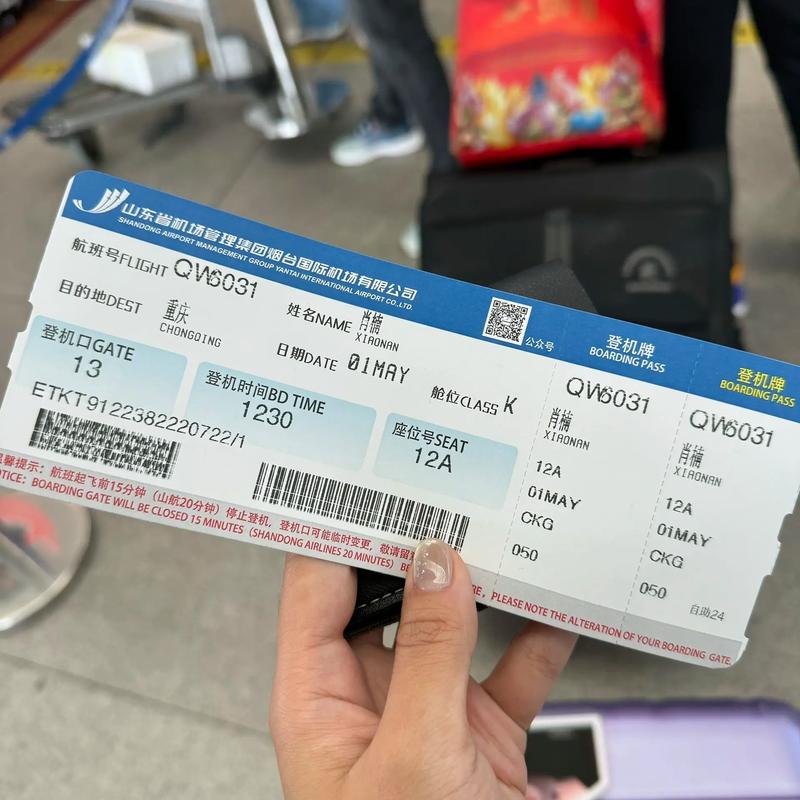 山东省机场管理集团烟台国际机场有限公司
SHANDONG AIRPORT MANAGEMENT GROUP YANTAI INTERNATIONAL AIRPORT CO.,LTD.
航班号FLIGHT QW6031
目的地DEST 重庆
CHONGQING
姓名NAME 肖楠
XIAONAN
日期DATE 01MAY
舱位CLASS K
登机口GATE
13
登机时间BD TIME
1230
座位号SEAT
12A
ETKT9122382220722/1
温馨提示：航班起飞前15分钟（山航20分钟）停止登机，登机口可能临时变更，敬请留
NOTICE: BOARDING GATE WILL BE CLOSED 15 MINUTES (SHANDONG AIRLINES 20 MINUTES) BE
RE, PLEASE NOTE THE ALTERATION OF YOUR BOARDING GATE
公众号
登机牌
BOARDING PASS
QW6031
肖楠
XIAONAN
12A
01MAY
CKG
050
登机牌
BOARDING PASS
QW6031
肖楠
XIAONAN
12A
01MAY
CKG
050
自助24